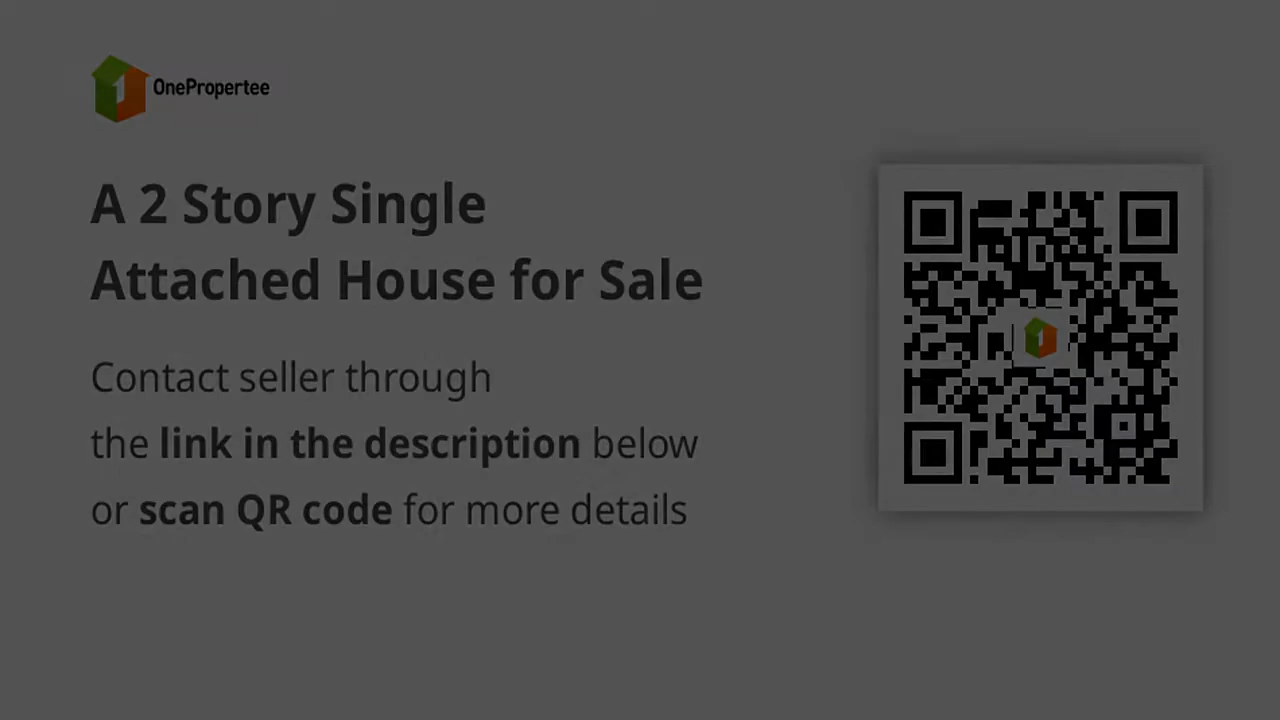 OnePropertee
A 2 Story Single
Attached House for Sale
Contact seller through
the link in the description below
or scan QR code for more details